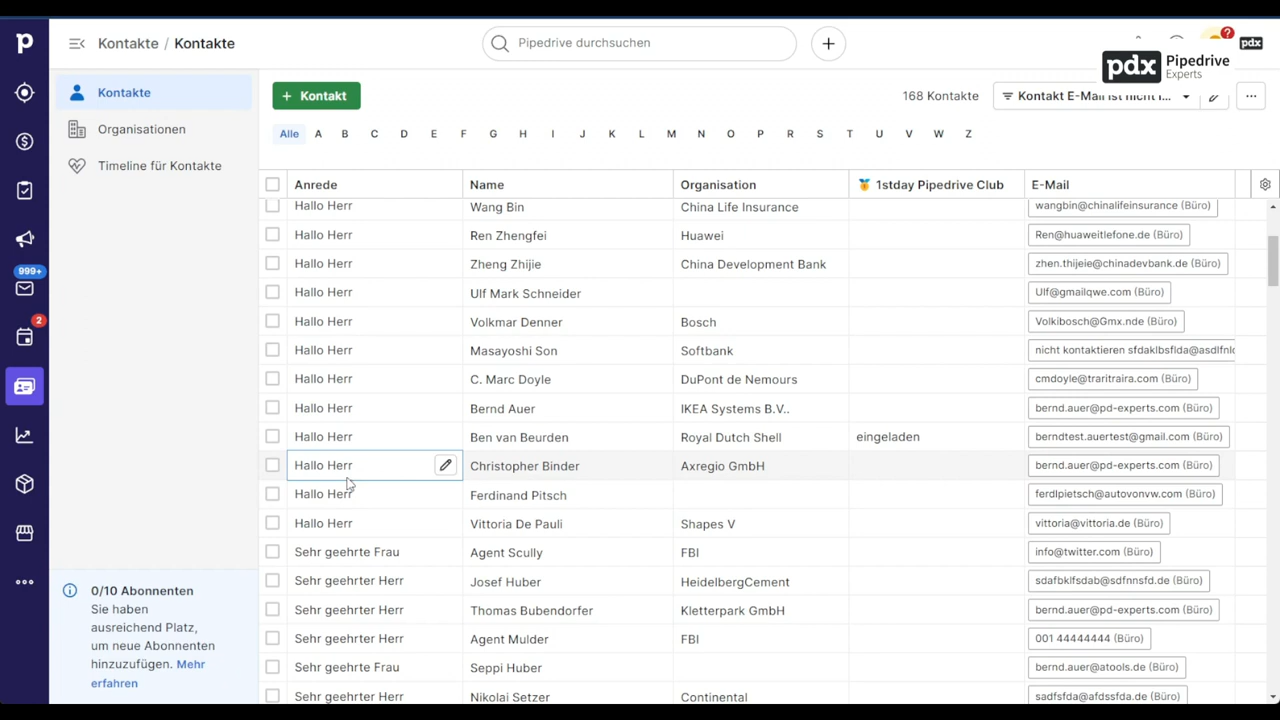 p
Kontakte / Kontakte
Pipedrive durchsuchen
+
?
pdx
pdx Pipedrive Experts
Kontakte
Organisationen
Timeline für Kontakte
999+
2
+ Kontakt
168 Kontakte
Kontakt E-Mail ist nicht l...
...
Alle A B C D E F G H I J K L M N O P R S T U V W Z
Anrede Name Organisation 1stday Pipedrive Club E-Mail
Hallo Herr Wang Bin China Life Insurance wangbin@chinalifeinsurance (Büro)
Hallo Herr Ren Zhengfei Huawei Ren@huaweitlefone.de (Büro)
Hallo Herr Zheng Zhijie China Development Bank zhen.thijeie@chinadevbank.de (Büro)
Hallo Herr Ulf Mark Schneider Ulf@gmailqwe.com (Büro)
Hallo Herr Volkmar Denner Bosch Volkibosch@Gmx.nde (Büro)
Hallo Herr Masayoshi Son Softbank nicht kontaktieren sfdaklbsflda@asdlfnl
Hallo Herr C. Marc Doyle DuPont de Nemours cmdoyle@traritraira.com (Büro)
Hallo Herr Bernd Auer IKEA Systems B.V.. bernd.auer@pd-experts.com (Büro)
Hallo Herr Ben van Beurden Royal Dutch Shell eingeladen berndtest.auertest@gmail.com (Büro)
Hallo Herr Christopher Binder Axregio GmbH bernd.auer@pd-experts.com (Büro)
Hallo Herr Ferdinand Pitsch ferdlpietsch@autovonvw.com (Büro)
Hallo Herr Vittoria De Pauli Shapes V vittoria@vittoria.de (Büro)
Sehr geehrte Frau Agent Scully FBI info@twitter.com (Büro)
Sehr geehrter Herr Josef Huber HeidelbergCement sdafbklfsdab@sdfnnsfd.de (Büro)
Sehr geehrter Herr Thomas Bubendorfer Kletterpark GmbH bernd.auer@pd-experts.com (Büro)
Sehr geehrter Herr Agent Mulder FBI 001 44444444 (Büro)
Sehr geehrte Frau Seppi Huber bernd.auer@atools.de (Büro)
Sehr geehrter Herr Nikolai Setzer Continental sadfsfda@afdssfda.de (Büro)
0/10 Abonnenten
Sie haben
ausreichend Platz,
um neue Abonnenten
hinzuzufügen. Mehr
erfahren